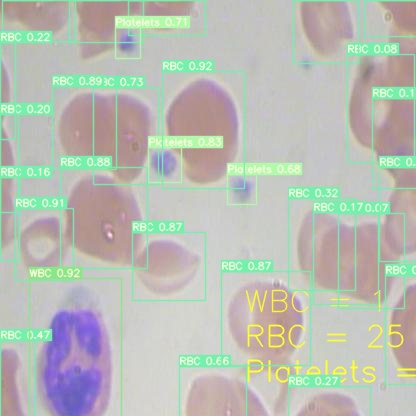 Platelets 0.71
RBC 0.22
RBC 0.08
RBC 0.92
RBC 0.89
0.73
RBC 0.20
Platelets 0.83
RBC 0.88
RBC 0.16
Platelets 0.68
RBC 0.32
RBC 0.91
RBC 0.17
0.07
RBC 0.87
RBC 0.87
WBC 0.92
WBC = 1
RBC = 25
RBC 0.47
RBC 0.66
Platelets =
RBC 0.27